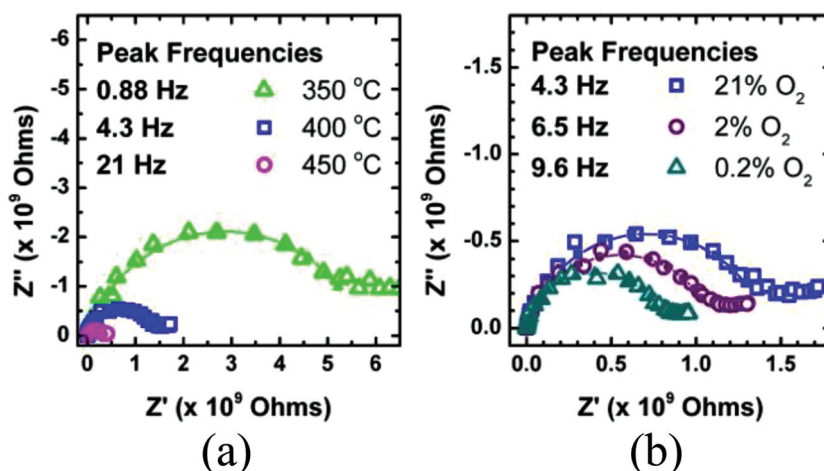 -6
-5
-4
-3
-2
-1
0
Z'' (x 10⁹ Ohms)
Peak Frequencies
0.88 Hz 350 °C
4.3 Hz 400 °C
21 Hz 450 °C
0 1 2 3 4 5 6
Z' (x 10⁹ Ohms)
(a)
-1.5
-1.0
-0.5
0.0
Z'' (x 10⁹ Ohms)
Peak Frequencies
4.3 Hz 21% O₂
6.5 Hz 2% O₂
9.6 Hz 0.2% O₂
0.0 0.5 1.0 1.5
Z' (x 10⁹ Ohms)
(b)